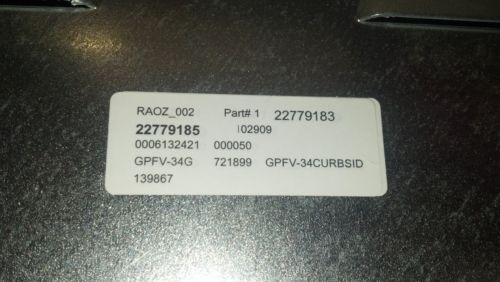 RAOZ_002 Part# 1 22779183
22779185 I02909
0006132421 000050
GPFV-34G 721899 GPFV-34CURBSID
139867